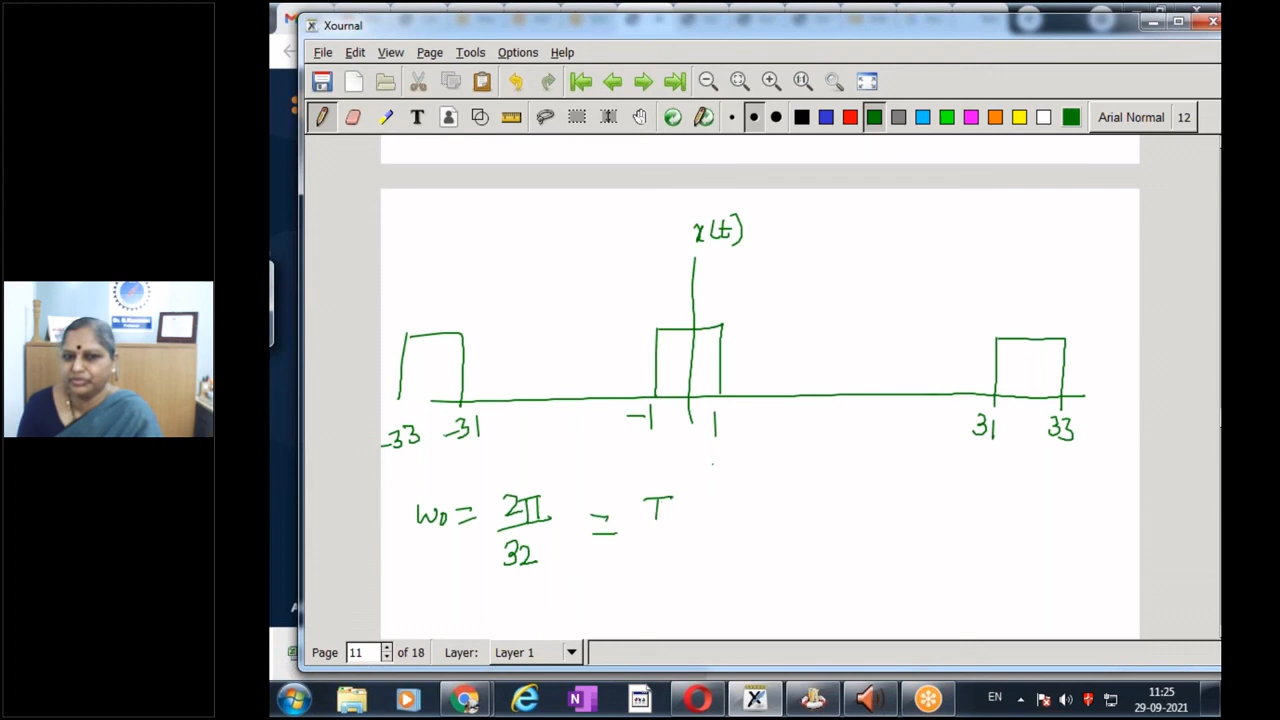 Xournal
File Edit View Page Tools Options Help
Arial Normal 12
x(t)
-33 -31 -1 1 31 33
ω0 = 2π/32 = T
Page 11 of 18 Layer: Layer 1
EN 11:25
29-09-2021